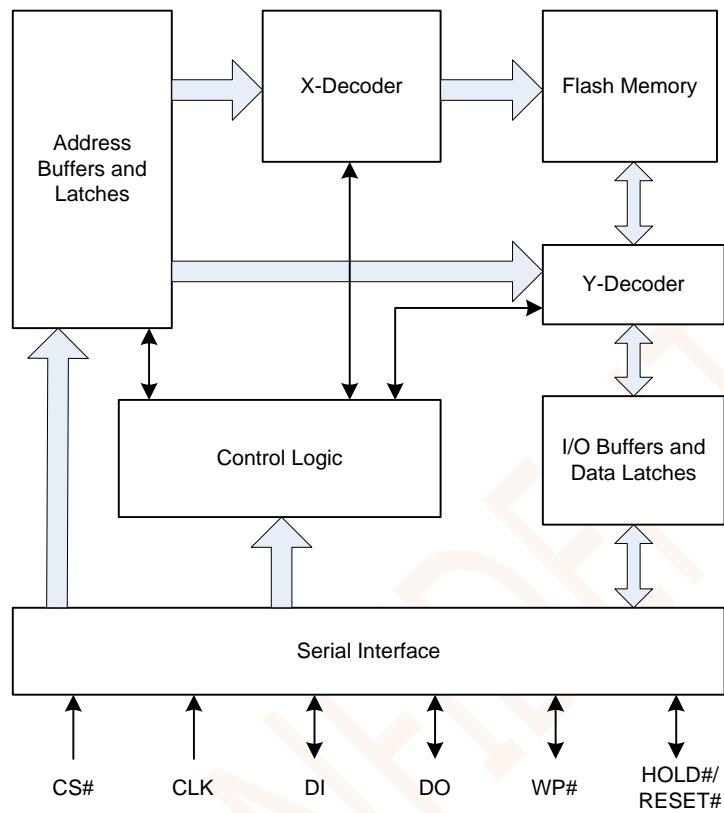 X-Decoder
Flash Memory
Address
Buffers and
Latches
Y-Decoder
Control Logic
I/O Buffers and
Data Latches
Serial Interface
CS#
CLK
DI
DO
WP#
HOLD#/
RESET#